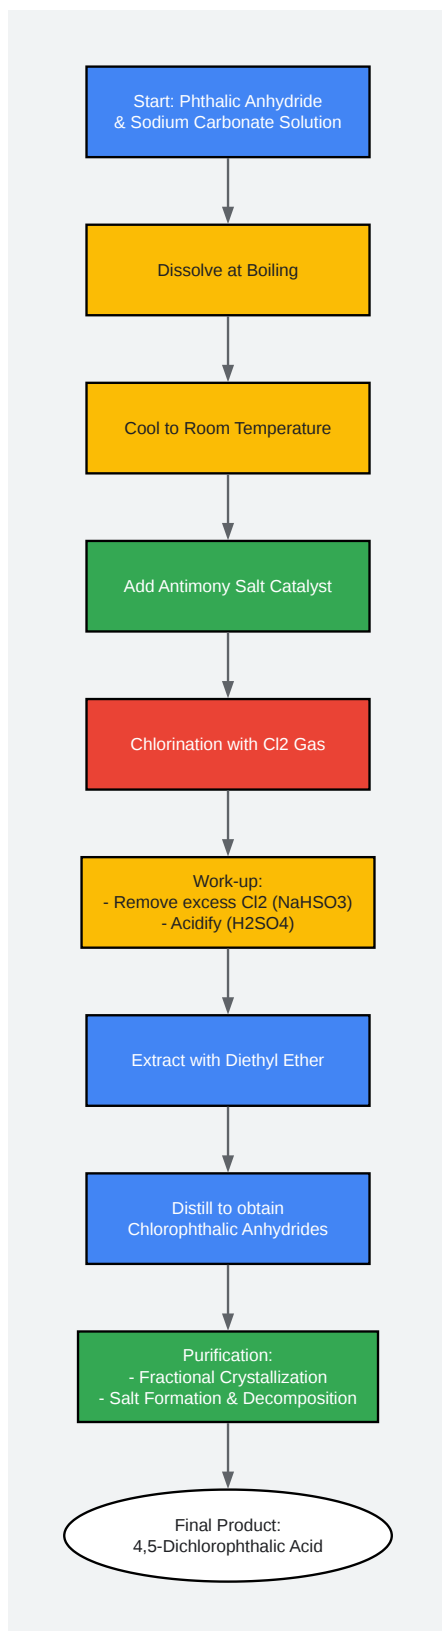 Start: Phthalic Anhydride
& Sodium Carbonate Solution
Dissolve at Boiling
Cool to Room Temperature
Add Antimony Salt Catalyst
Chlorination with Cl2 Gas
Work-up:
- Remove excess Cl2 (NaHSO3)
- Acidify (H2SO4)
Extract with Diethyl Ether
Distill to obtain
Chlorophthalic Anhydrides
Purification:
- Fractional Crystallization
- Salt Formation & Decomposition
Final Product:
4,5-Dichlorophthalic Acid